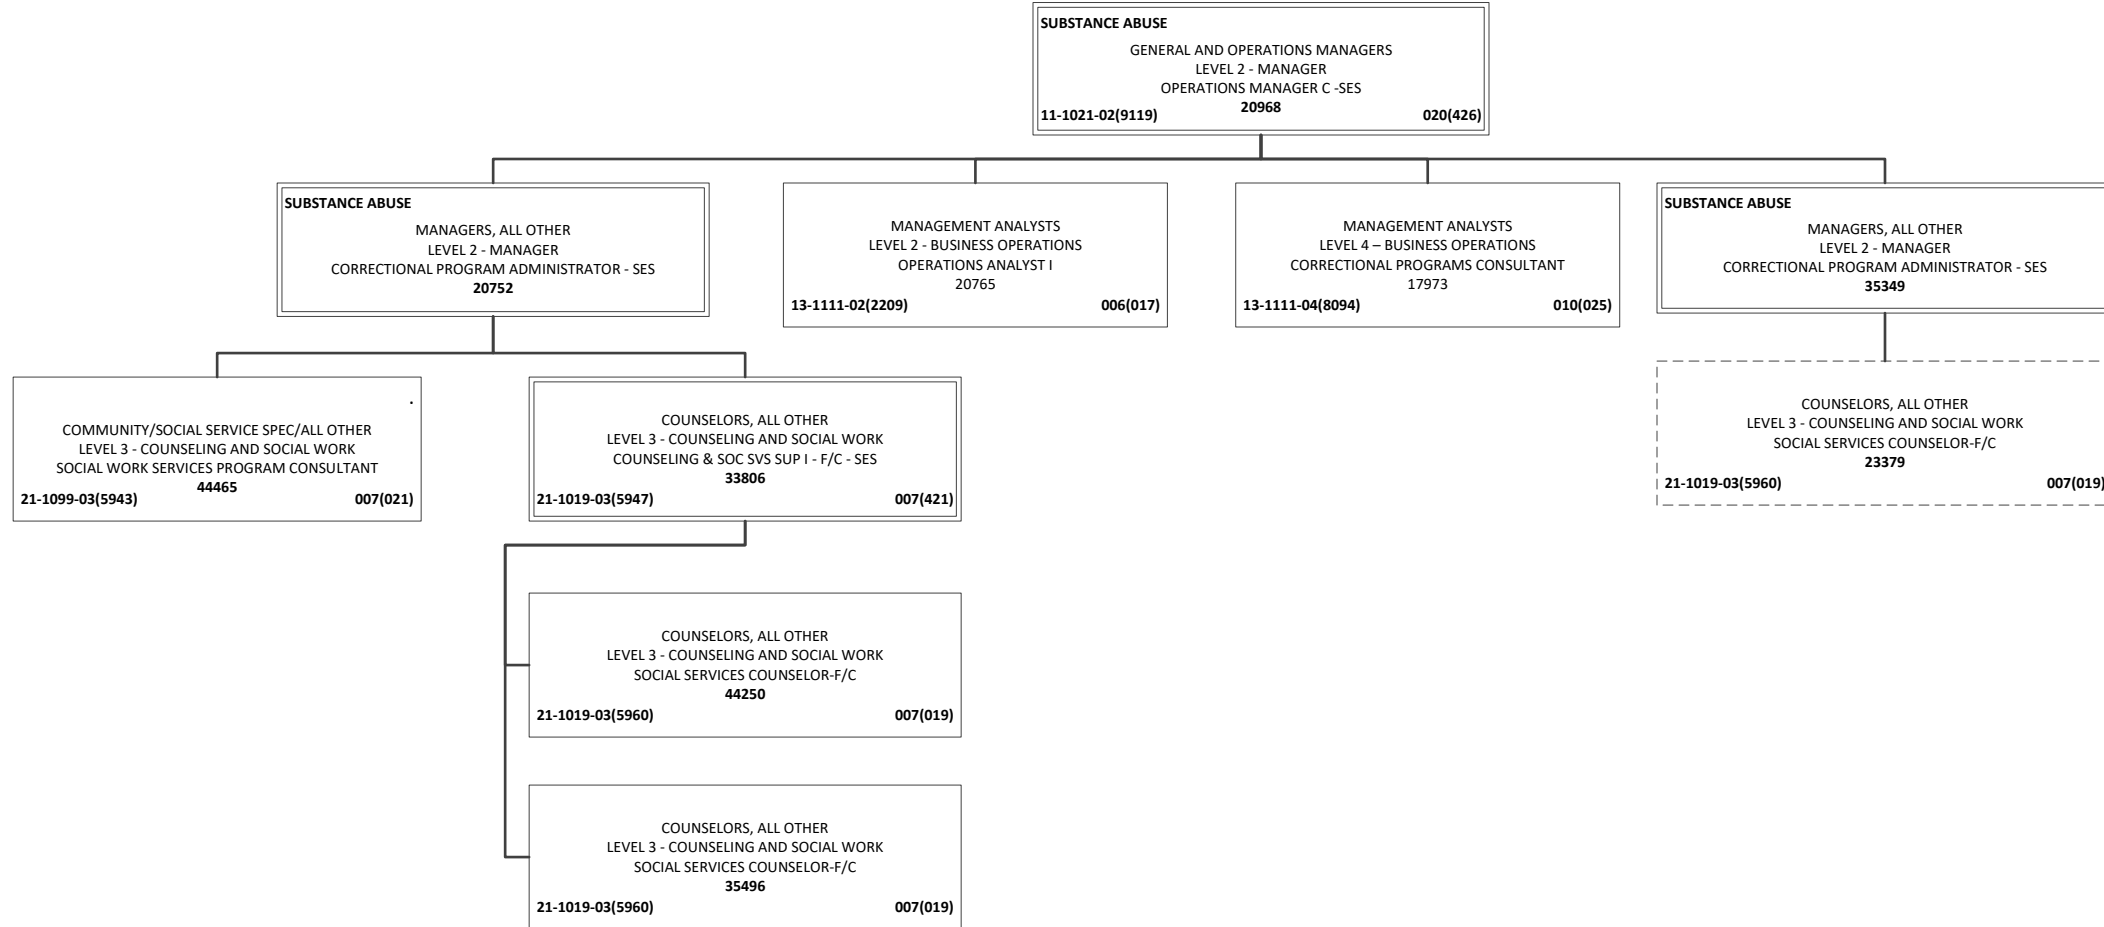 SUBSTANCE ABUSE
GENERAL AND OPERATIONS MANAGERS
LEVEL 2 - MANAGER
OPERATIONS MANAGER C -SES
20968
11-1021-02(9119) 020(426)
SUBSTANCE ABUSE
MANAGERS, ALL OTHER
LEVEL 2 - MANAGER
CORRECTIONAL PROGRAM ADMINISTRATOR - SES
20752
MANAGEMENT ANALYSTS
LEVEL 2 - BUSINESS OPERATIONS
OPERATIONS ANALYST I
20765
13-1111-02(2209) 006(017)
MANAGEMENT ANALYSTS
LEVEL 4 – BUSINESS OPERATIONS
CORRECTIONAL PROGRAMS CONSULTANT
17973
13-1111-04(8094) 010(025)
SUBSTANCE ABUSE
MANAGERS, ALL OTHER
LEVEL 2 - MANAGER
CORRECTIONAL PROGRAM ADMINISTRATOR - SES
35349
.
COMMUNITY/SOCIAL SERVICE SPEC/ALL OTHER
LEVEL 3 - COUNSELING AND SOCIAL WORK
SOCIAL WORK SERVICES PROGRAM CONSULTANT
44465
21-1099-03(5943) 007(021)
COUNSELORS, ALL OTHER
LEVEL 3 - COUNSELING AND SOCIAL WORK
COUNSELING & SOC SVS SUP I - F/C - SES
33806
21-1019-03(5947) 007(421)
COUNSELORS, ALL OTHER
LEVEL 3 - COUNSELING AND SOCIAL WORK
SOCIAL SERVICES COUNSELOR-F/C
23379
21-1019-03(5960) 007(019)
COUNSELORS, ALL OTHER
LEVEL 3 - COUNSELING AND SOCIAL WORK
SOCIAL SERVICES COUNSELOR-F/C
44250
21-1019-03(5960) 007(019)
COUNSELORS, ALL OTHER
LEVEL 3 - COUNSELING AND SOCIAL WORK
SOCIAL SERVICES COUNSELOR-F/C
35496
21-1019-03(5960) 007(019)